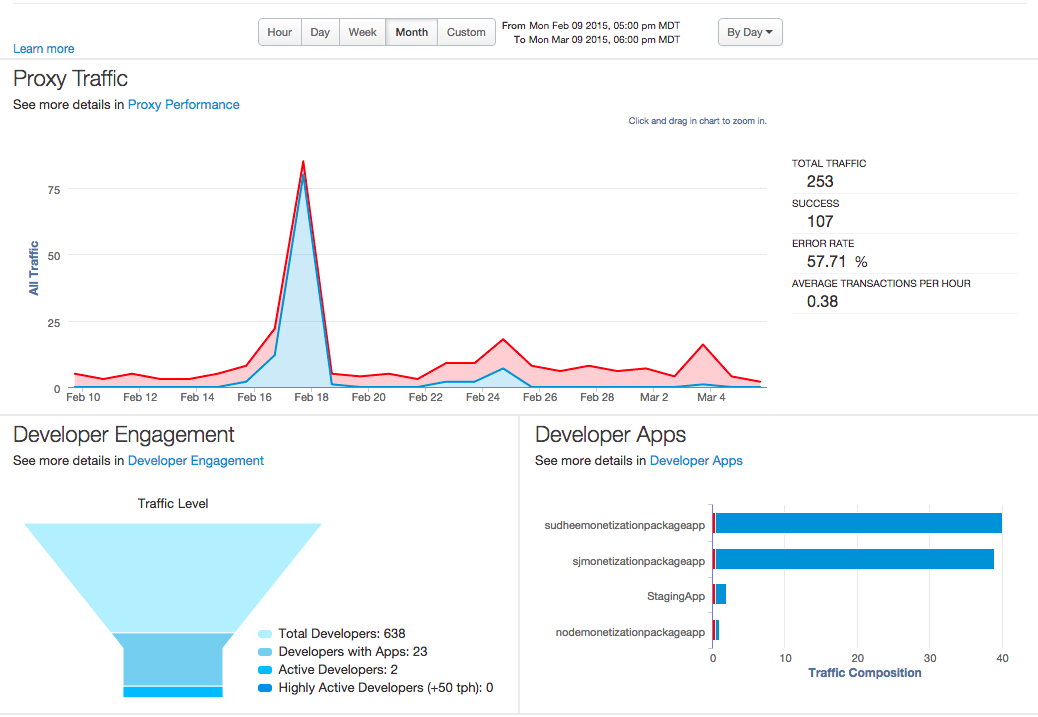 Hour Day Week Month Custom
From Mon Feb 09 2015, 05:00 pm MDT
To Mon Mar 09 2015, 06:00 pm MDT
By Day
Learn more
Proxy Traffic
See more details in Proxy Performance
Click and drag in chart to zoom in.
All Traffic
75
50
25
0
Feb 10 Feb 12 Feb 14 Feb 16 Feb 18 Feb 20 Feb 22 Feb 24 Feb 26 Feb 28 Mar 2 Mar 4
TOTAL TRAFFIC
253
SUCCESS
107
ERROR RATE
57.71 %
AVERAGE TRANSACTIONS PER HOUR
0.38
Developer Engagement
See more details in Developer Engagement
Traffic Level
Total Developers: 638
Developers with Apps: 23
Active Developers: 2
Highly Active Developers (+50 tph): 0
Developer Apps
See more details in Developer Apps
sudheemonetizationpackageapp
sjmonetizationpackageapp
StagingApp
nodemonetizationpackageapp
0 10 20 30 40
Traffic Composition